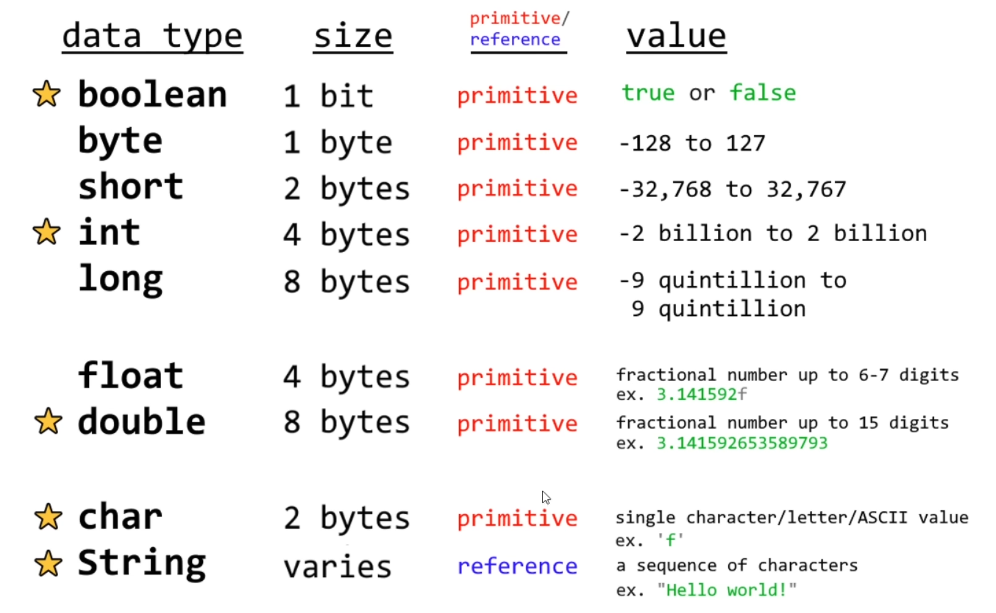 data type size primitive/ value
reference
boolean 1 bit primitive true or false
byte 1 byte primitive -128 to 127
short 2 bytes primitive -32,768 to 32,767
int 4 bytes primitive -2 billion to 2 billion
long 8 bytes primitive -9 quintillion to
9 quintillion
float 4 bytes primitive fractional number up to 6-7 digits
ex. 3.141592f
double 8 bytes primitive fractional number up to 15 digits
ex. 3.141592653589793
char 2 bytes primitive single character/letter/ASCII value
ex. 'f'
String varies reference a sequence of characters
ex. "Hello world!"